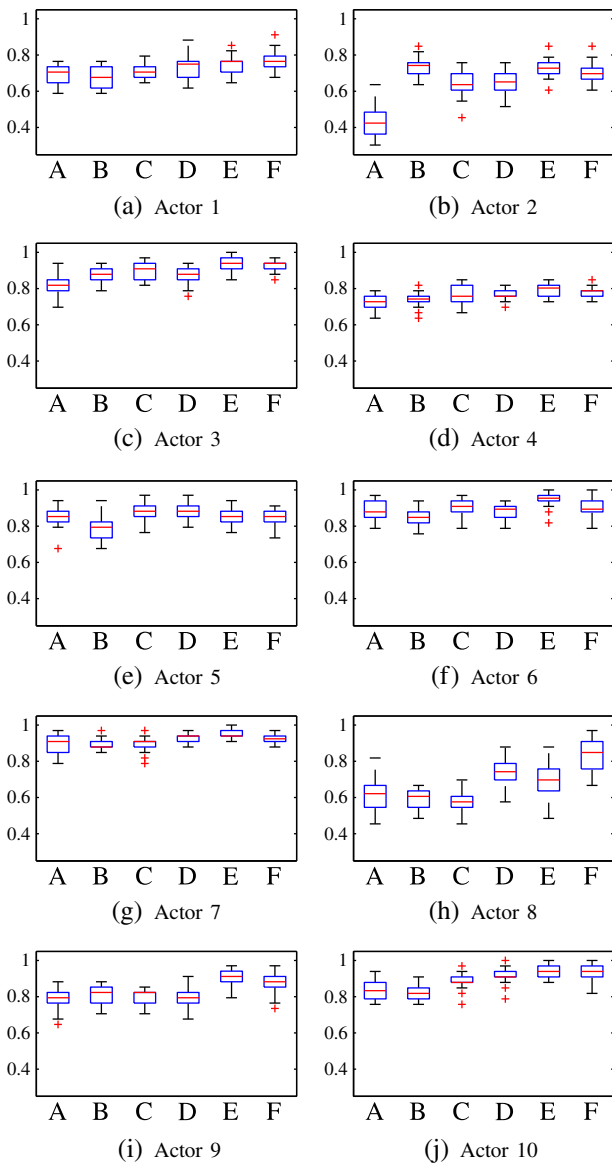 1
0.8
0.6
0.4
A B C D E F
(a) Actor 1
1
0.8
0.6
0.4
A B C D E F
(b) Actor 2
1
0.8
0.6
0.4
A B C D E F
(c) Actor 3
1
0.8
0.6
0.4
A B C D E F
(d) Actor 4
1
0.8
0.6
0.4
A B C D E F
(e) Actor 5
1
0.8
0.6
0.4
A B C D E F
(f) Actor 6
1
0.8
0.6
0.4
A B C D E F
(g) Actor 7
1
0.8
0.6
0.4
A B C D E F
(h) Actor 8
1
0.8
0.6
0.4
A B C D E F
(i) Actor 9
1
0.8
0.6
0.4
A B C D E F
(j) Actor 10